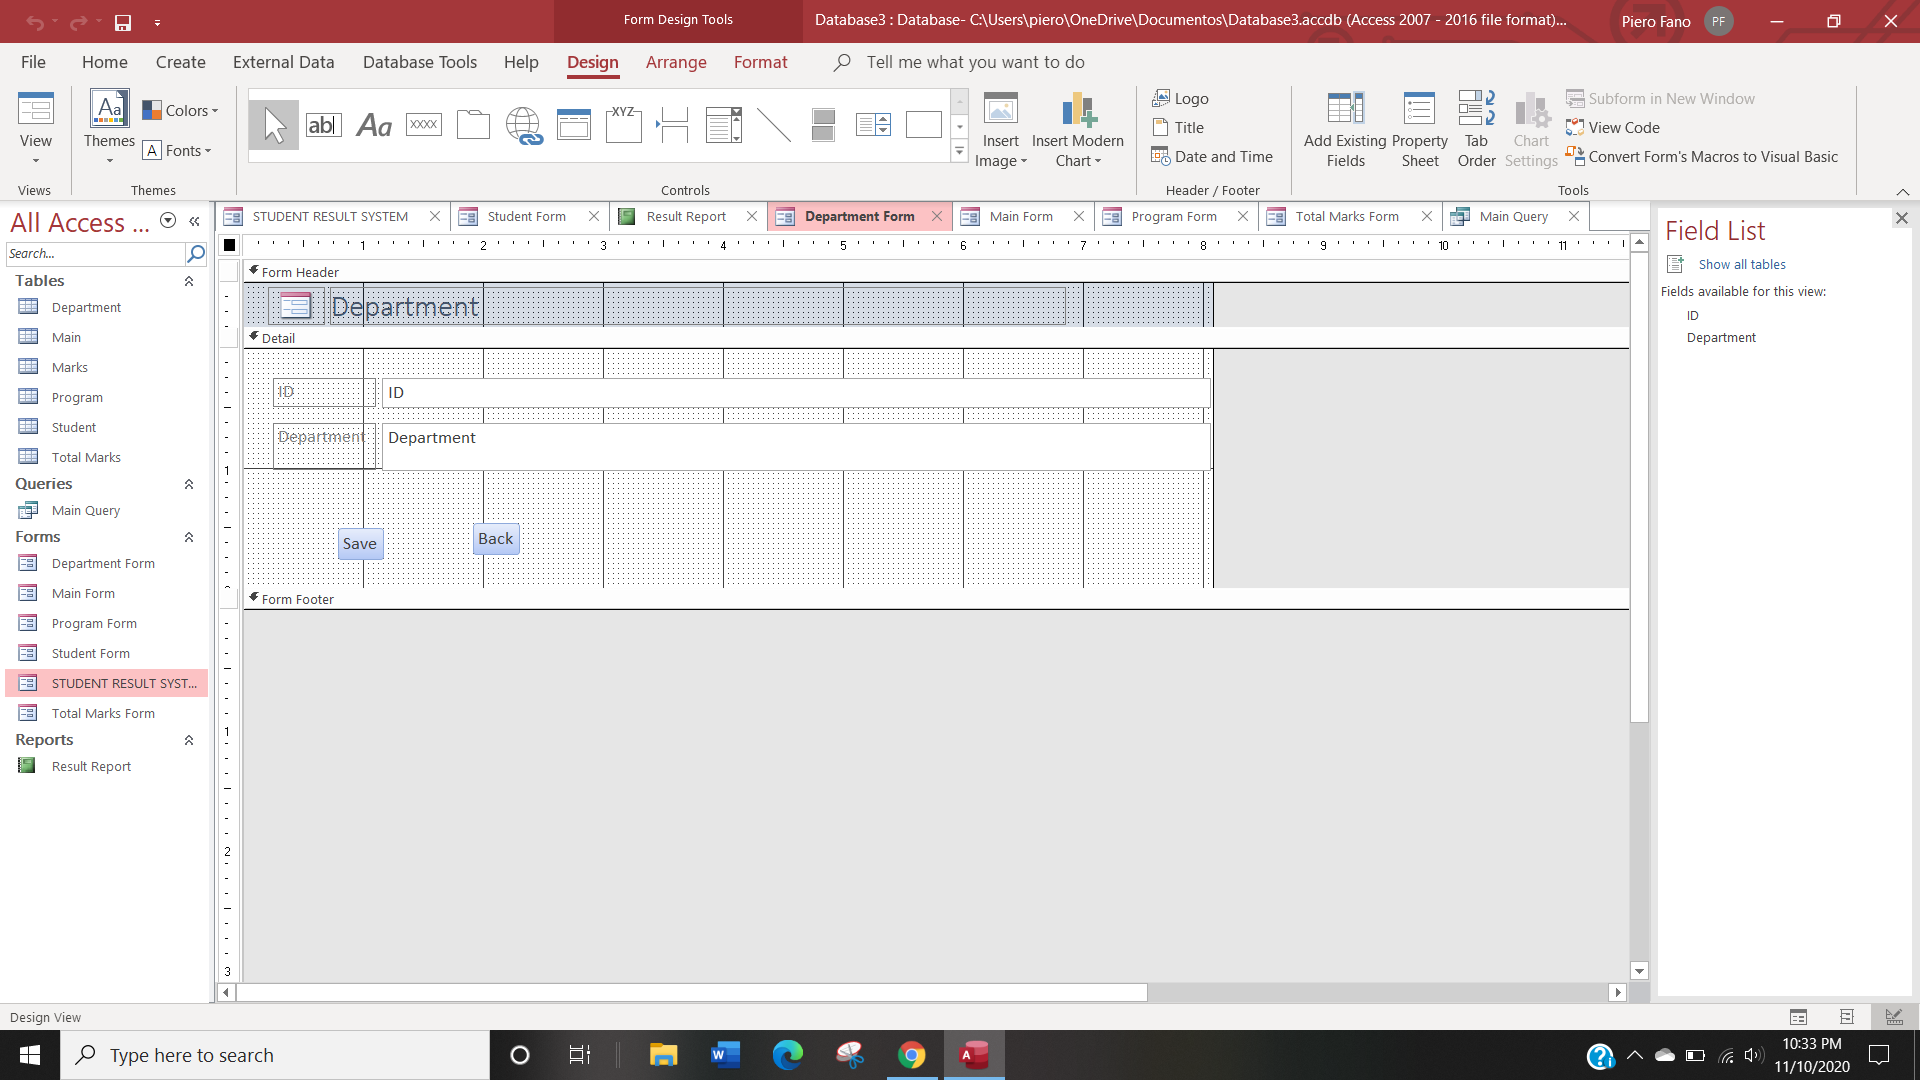 Form Design Tools
Database3 : Database- C:\Users\piero\OneDrive\Documentos\Database3.accdb (Access 2007 - 2016 file format)...
Piero Fano PF
File Home Create External Data Database Tools Help Design Arrange Format Tell me what you want to do
View
Views
Aa
Themes
Colors
A Fonts
Themes
ab Aa XXXX XYZ
Controls
Insert
Image
Insert Modern
Chart
Logo
Title
Date and Time
Header / Footer
Add Existing
Fields
Property
Sheet
Tab
Order
Chart
Settings
Subform in New Window
View Code
Convert Form's Macros to Visual Basic
Tools
All Access ...
Search...
Tables
Department
Main
Marks
Program
Student
Total Marks
Queries
Main Query
Forms
Department Form
Main Form
Program Form
Student Form
STUDENT RESULT SYST...
Total Marks Form
Reports
Result Report
STUDENT RESULT SYSTEM Student Form Result Report Department Form Main Form Program Form Total Marks Form Main Query
1 2 3 4 5 6 7 8 9 10 11
Form Header
Department
Detail
ID ID
Department Department
1
Save Back
Form Footer
1
2
3
Field List
Show all tables
Fields available for this view:
ID
Department
Design View
Type here to search
W
A
?
10:33 PM
11/10/2020